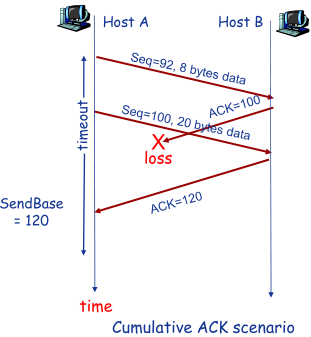 Host A
Host B
Seq=92, 8 bytes data
ACK=100
Seq=100, 20 bytes data
timeout
X
loss
ACK=120
SendBase
= 120
time
Cumulative ACK scenario